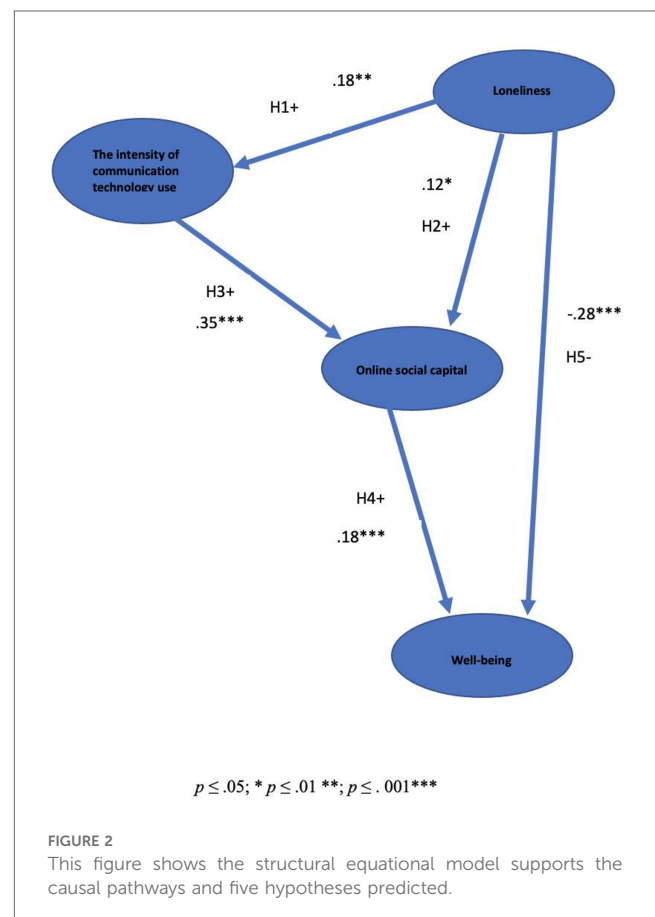 .18**
Loneliness
H1+
The intensity of
communication
technology use
.12*
H2+
H3+
.35***
-.28***
H5-
Online social capital
H4+
.18***
Well-being
p ≤ .05; * p ≤ .01 **; p ≤ . 001***
FIGURE 2
This figure shows the structural equational model supports the
causal pathways and five hypotheses predicted.